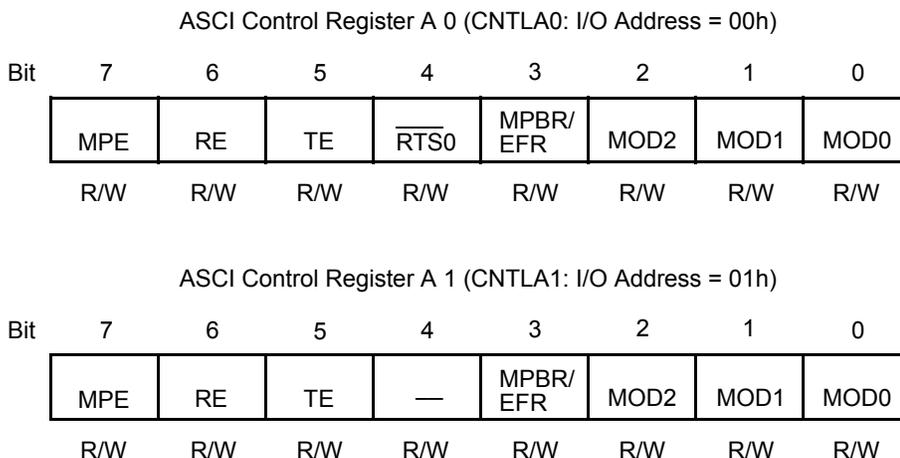 ASCI Control Register A 0 (CNTLA0: I/O Address = 00h)
Bit 7 6 5 4 3 2 1 0
MPE RE TE R̅T̅S̅0 MPBR/ EFR MOD2 MOD1 MOD0
R/W R/W R/W R/W R/W R/W R/W R/W
ASCI Control Register A 1 (CNTLA1: I/O Address = 01h)
Bit 7 6 5 4 3 2 1 0
MPE RE TE — MPBR/ EFR MOD2 MOD1 MOD0
R/W R/W R/W R/W R/W R/W R/W R/W